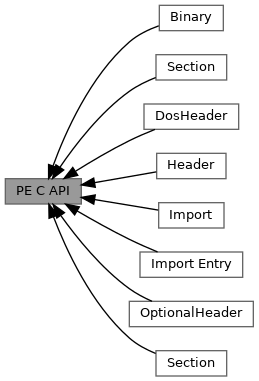 Binary
Section
DosHeader
Header
PE C API
Import
Import Entry
OptionalHeader
Section